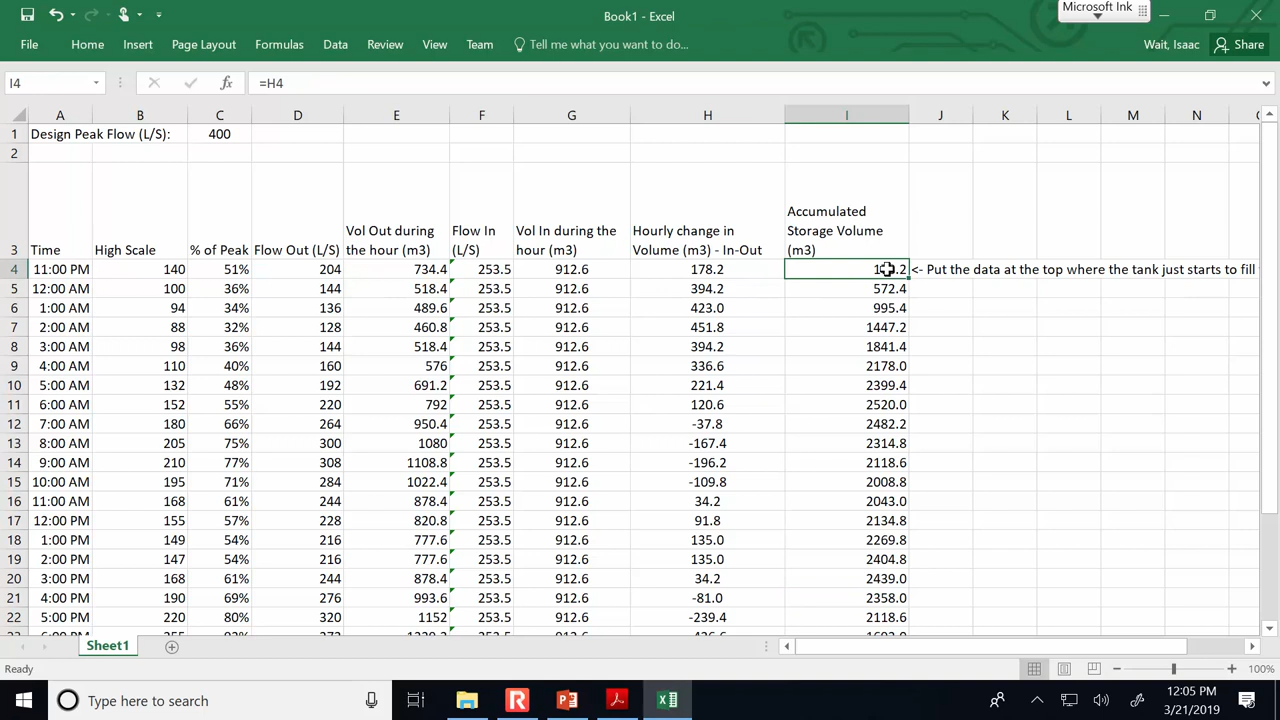 Book1 - Excel
Microsoft Ink
File Home Insert Page Layout Formulas Data Review View Team Tell me what you want to do... Wait, Isaac Share
I4 fx =H4
A B C D E F G H I J K L M N
1 Design Peak Flow (L/S): 400
2
3 Time High Scale % of Peak Flow Out (L/S) Vol Out during the hour (m3) Flow In (L/S) Vol In during the hour (m3) Hourly change in Volume (m3) - In-Out Accumulated Storage Volume (m3)
4 11:00 PM 140 51% 204 734.4 253.5 912.6 178.2 <- Put the data at the top where the tank just starts to fill
5 12:00 AM 100 36% 144 518.4 253.5 912.6 394.2 572.4
6 1:00 AM 94 34% 136 489.6 253.5 912.6 423.0 995.4
7 2:00 AM 88 32% 128 460.8 253.5 912.6 451.8 1447.2
8 3:00 AM 98 36% 144 518.4 253.5 912.6 394.2 1841.4
9 4:00 AM 110 40% 160 576 253.5 912.6 336.6 2178.0
10 5:00 AM 132 48% 192 691.2 253.5 912.6 221.4 2399.4
11 6:00 AM 152 55% 220 792 253.5 912.6 120.6 2520.0
12 7:00 AM 180 66% 264 950.4 253.5 912.6 -37.8 2482.2
13 8:00 AM 205 75% 300 1080 253.5 912.6 -167.4 2314.8
14 9:00 AM 210 77% 308 1108.8 253.5 912.6 -196.2 2118.6
15 10:00 AM 195 71% 284 1022.4 253.5 912.6 -109.8 2008.8
16 11:00 AM 168 61% 244 878.4 253.5 912.6 34.2 2043.0
17 12:00 PM 155 57% 228 820.8 253.5 912.6 91.8 2134.8
18 1:00 PM 149 54% 216 777.6 253.5 912.6 135.0 2269.8
19 2:00 PM 147 54% 216 777.6 253.5 912.6 135.0 2404.8
20 3:00 PM 168 61% 244 878.4 253.5 912.6 34.2 2439.0
21 4:00 PM 190 69% 276 993.6 253.5 912.6 -81.0 2358.0
22 5:00 PM 220 80% 320 1152 253.5 912.6 -239.4 2118.6
Sheet1
Ready 100%
Type here to search
12:05 PM
3/21/2019